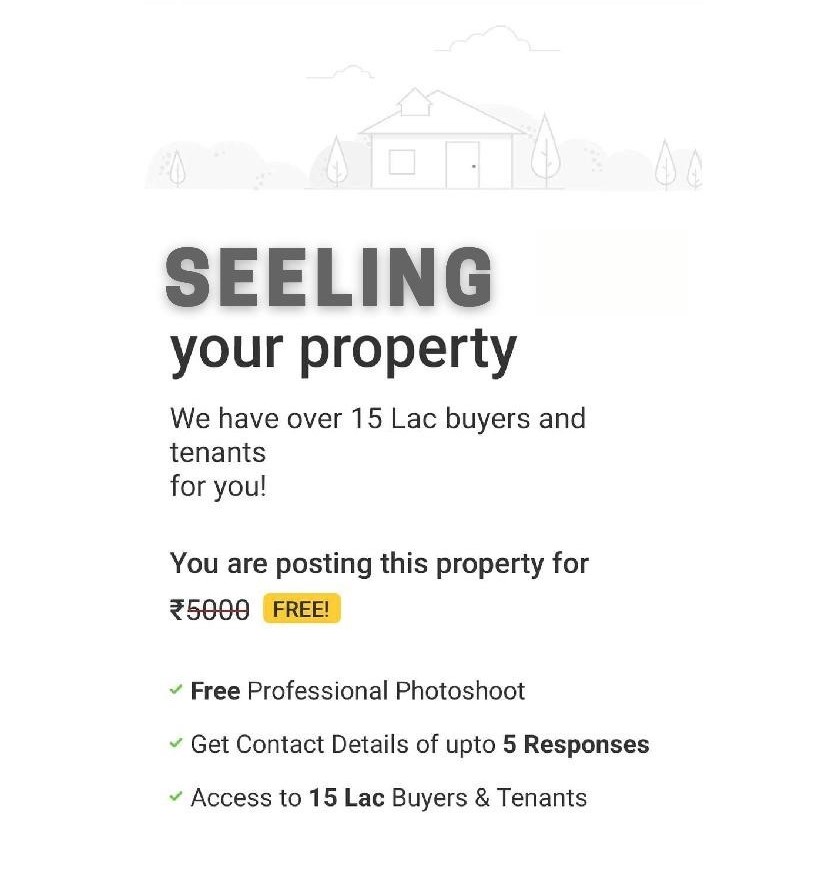 SEELING
your property
We have over 15 Lac buyers and
tenants
for you!
You are posting this property for
₹5000 FREE!
Free Professional Photoshoot
Get Contact Details of upto 5 Responses
Access to 15 Lac Buyers & Tenants